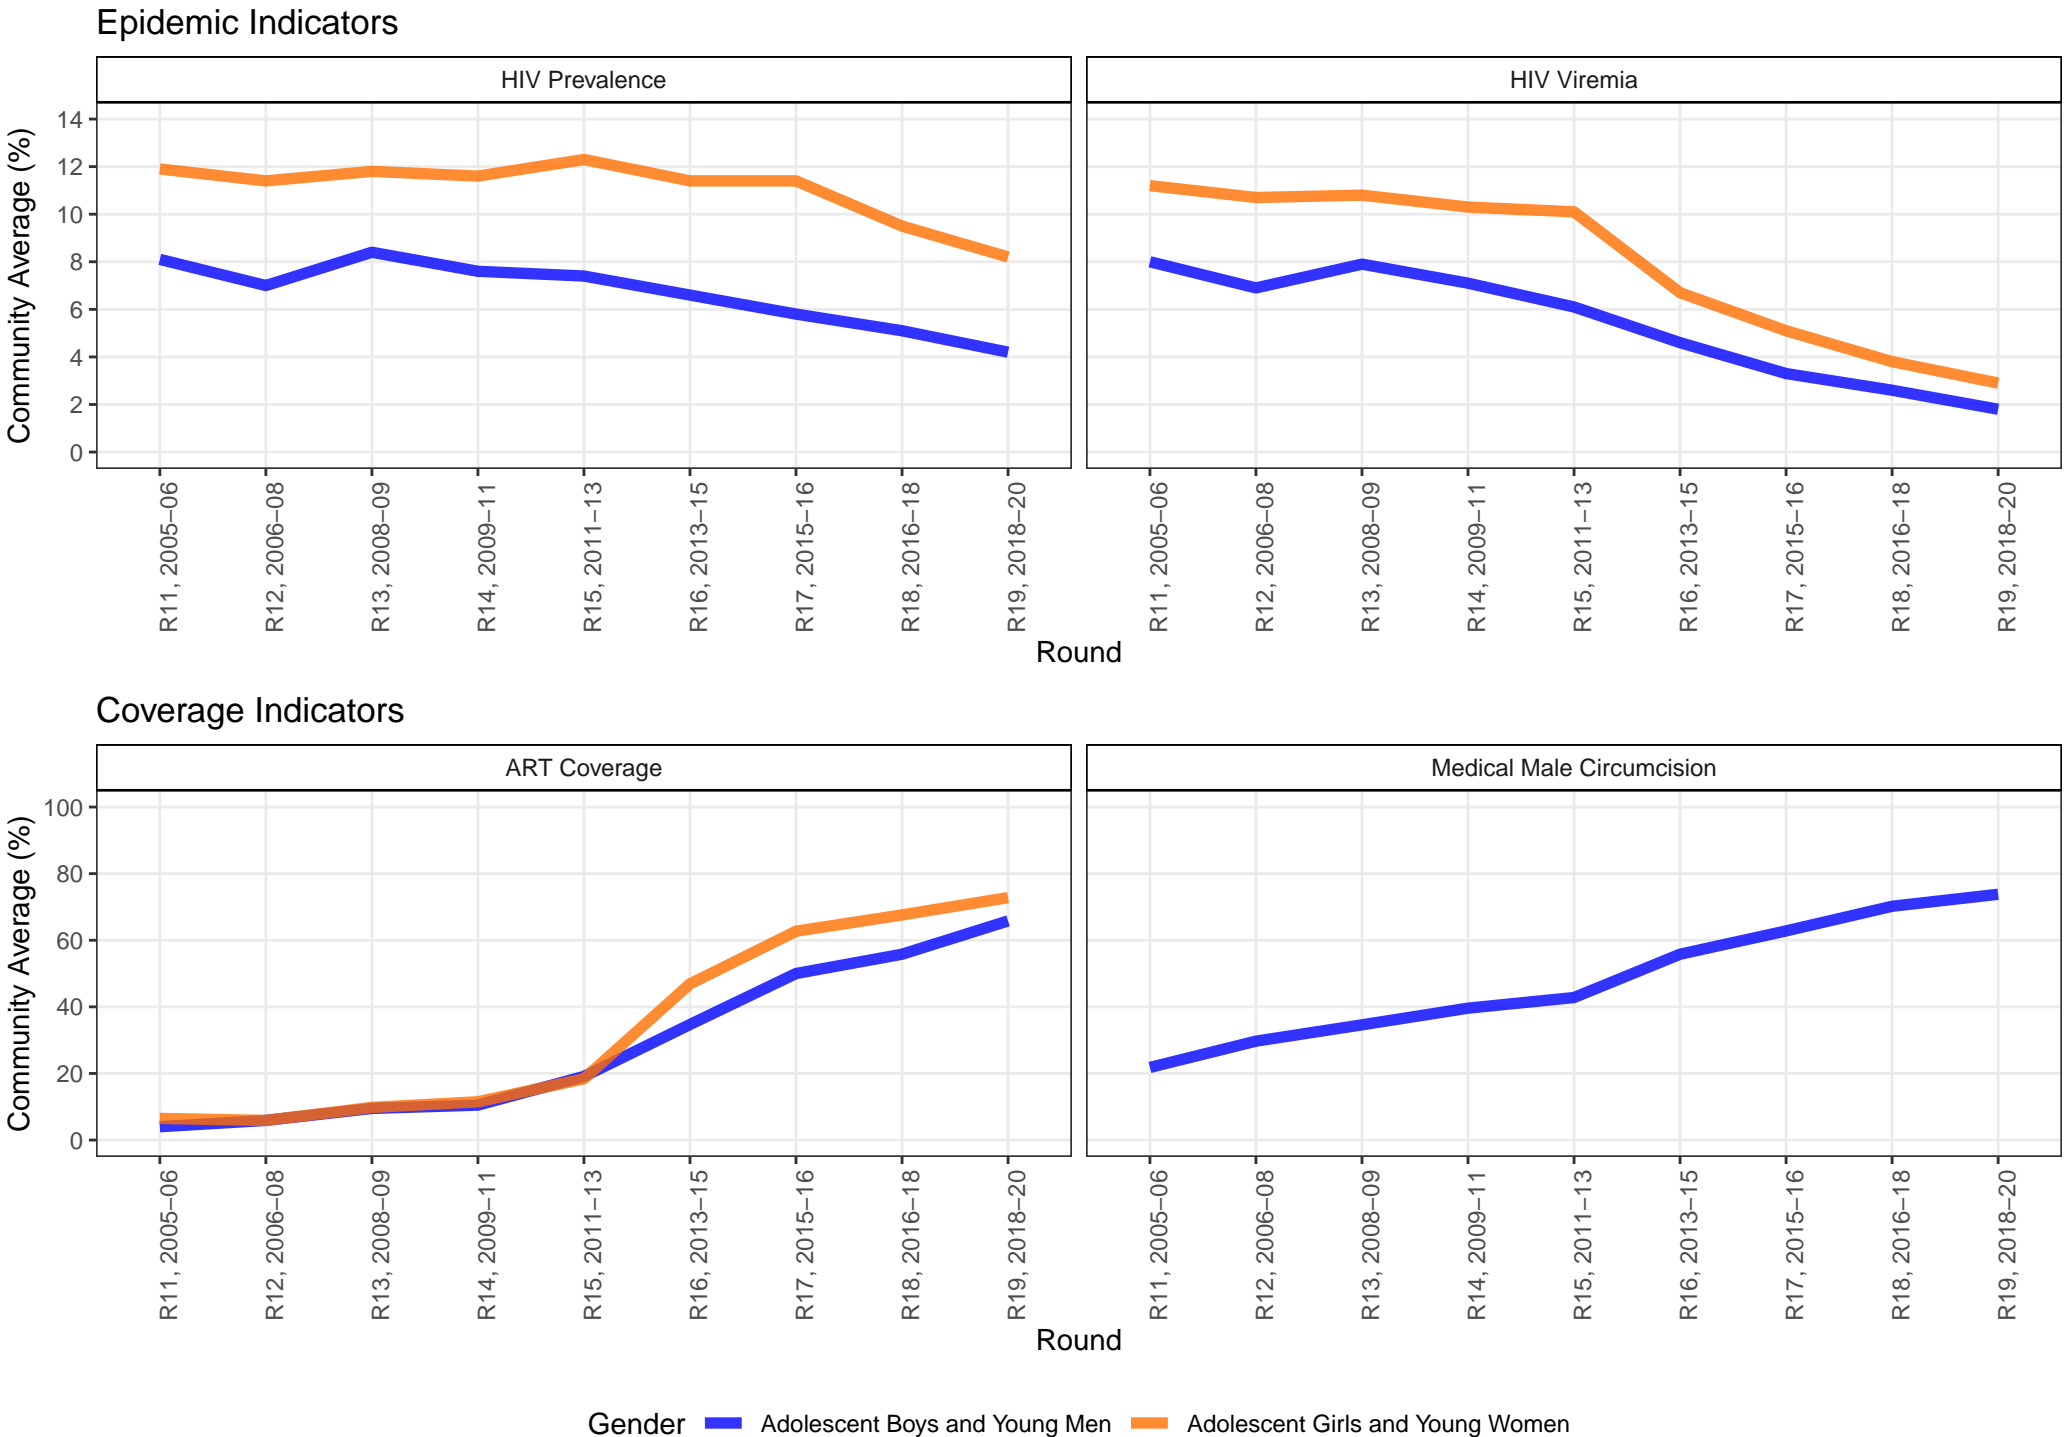 Epidemic Indicators
HIV Prevalence
HIV Viremia
Community Average (%)
14
12
10
8
6
4
2
0
R11, 2005–06
R12, 2006–08
R13, 2008–09
R14, 2009–11
R15, 2011–13
R16, 2013–15
R17, 2015–16
R18, 2016–18
R19, 2018–20
R11, 2005–06
R12, 2006–08
R13, 2008–09
R14, 2009–11
R15, 2011–13
R16, 2013–15
R17, 2015–16
R18, 2016–18
R19, 2018–20
Round
Coverage Indicators
ART Coverage
Medical Male Circumcision
Community Average (%)
100
80
60
40
20
0
R11, 2005–06
R12, 2006–08
R13, 2008–09
R14, 2009–11
R15, 2011–13
R16, 2013–15
R17, 2015–16
R18, 2016–18
R19, 2018–20
R11, 2005–06
R12, 2006–08
R13, 2008–09
R14, 2009–11
R15, 2011–13
R16, 2013–15
R17, 2015–16
R18, 2016–18
R19, 2018–20
Round
Gender Adolescent Boys and Young Men Adolescent Girls and Young Women